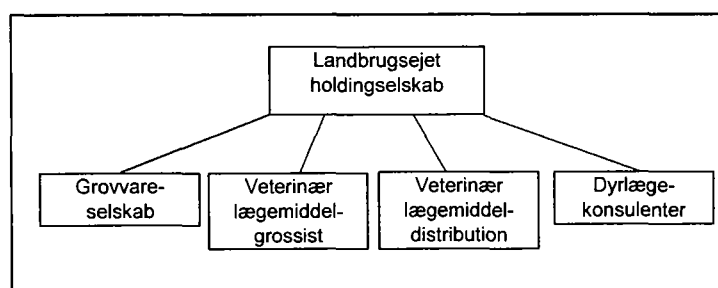 Landbrugsejet
holdingselskab
Grovvare-
selskab
Veterinær
lægemiddel-
grossist
Veterinær
lægemiddel-
distribution
Dyrlæge-
konsulenter